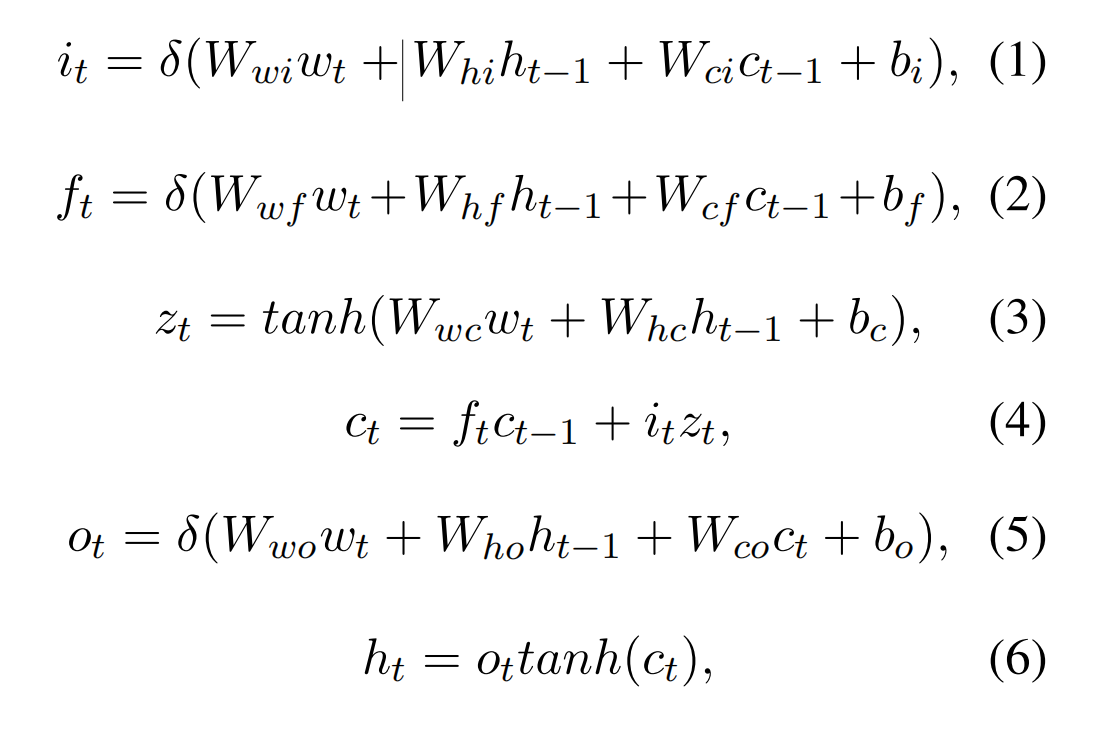 i_t = δ(W_{wi}w_t + W_{hi}h_{t−1} + W_{ci}c_{t−1} + b_i), (1)
f_t = δ(W_{wf}w_t + W_{hf}h_{t−1} + W_{cf}c_{t−1} + b_f), (2)
z_t = tanh(W_{wc}w_t + W_{hc}h_{t−1} + b_c), (3)
c_t = f_tc_{t−1} + i_tz_t, (4)
o_t = δ(W_{wo}w_t + W_{ho}h_{t−1} + W_{co}c_t + b_o), (5)
h_t = o_ttanh(c_t), (6)